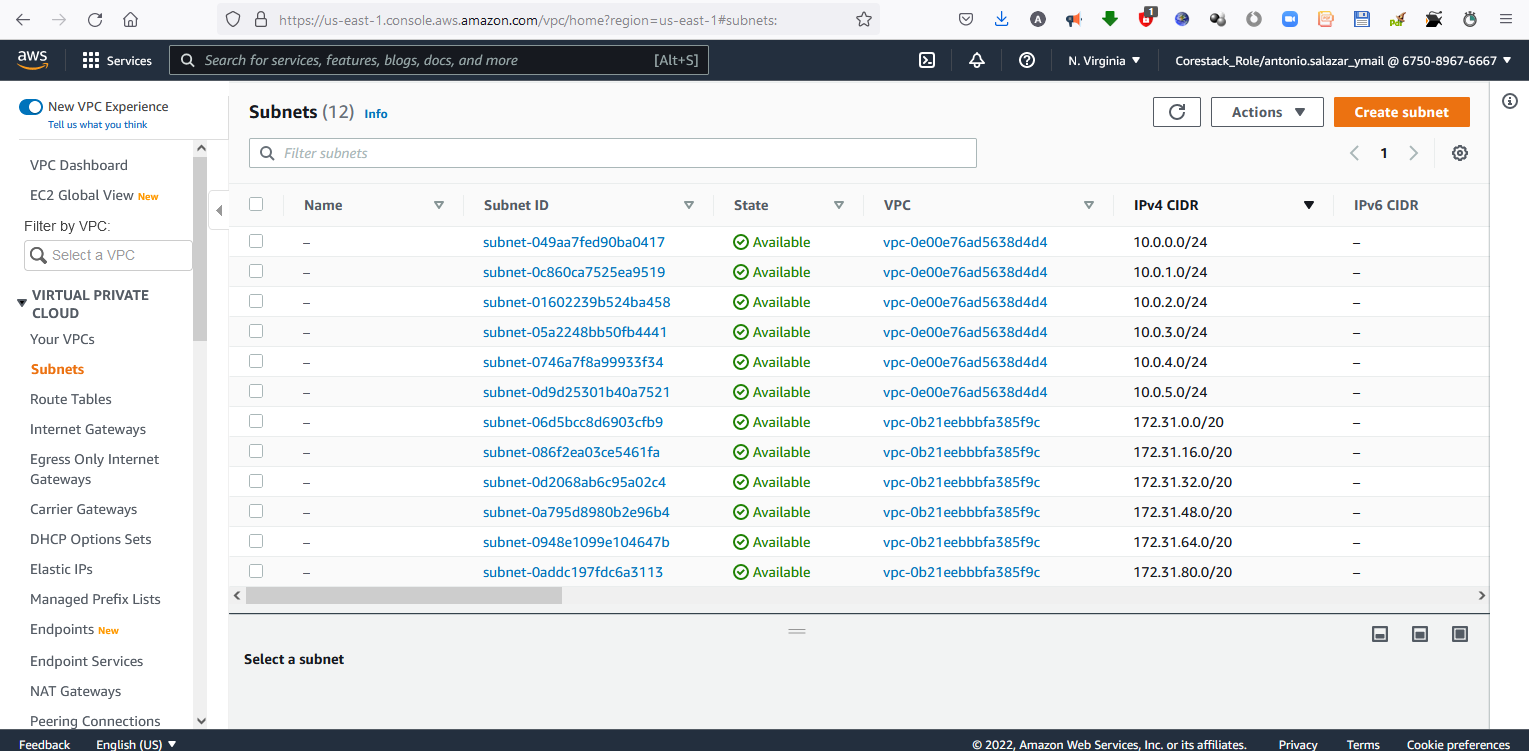 https://us-east-1.console.aws.amazon.com/vpc/home?region=us-east-1#subnets:
A
1
aws
Services
Search for services, features, blogs, docs, and more
[Alt+S]
N. Virginia
Corestack_Role/antonio.salazar_ymail @ 6750-8967-6667
New VPC Experience
Tell us what you think
VPC Dashboard
EC2 Global View New
Filter by VPC:
Select a VPC
VIRTUAL PRIVATE
CLOUD
Your VPCs
Subnets
Route Tables
Internet Gateways
Egress Only Internet
Gateways
Carrier Gateways
DHCP Options Sets
Elastic IPs
Managed Prefix Lists
Endpoints New
Endpoint Services
NAT Gateways
Peering Connections
Subnets (12) Info
Actions
Create subnet
Filter subnets
1
Name Subnet ID State VPC IPv4 CIDR IPv6 CIDR
– subnet-049aa7fed90ba0417 Available vpc-0e00e76ad5638d4d4 10.0.0.0/24 –
– subnet-0c860ca7525ea9519 Available vpc-0e00e76ad5638d4d4 10.0.1.0/24 –
– subnet-01602239b524ba458 Available vpc-0e00e76ad5638d4d4 10.0.2.0/24 –
– subnet-05a2248bb50fb4441 Available vpc-0e00e76ad5638d4d4 10.0.3.0/24 –
– subnet-0746a7f8a99933f34 Available vpc-0e00e76ad5638d4d4 10.0.4.0/24 –
– subnet-0d9d25301b40a7521 Available vpc-0e00e76ad5638d4d4 10.0.5.0/24 –
– subnet-06d5bcc8d6903cfb9 Available vpc-0b21eebbbfa385f9c 172.31.0.0/20 –
– subnet-086f2ea03ce5461fa Available vpc-0b21eebbbfa385f9c 172.31.16.0/20 –
– subnet-0d2068ab6c95a02c4 Available vpc-0b21eebbbfa385f9c 172.31.32.0/20 –
– subnet-0a795d8980b2e96b4 Available vpc-0b21eebbbfa385f9c 172.31.48.0/20 –
– subnet-0948e1099e104647b Available vpc-0b21eebbbfa385f9c 172.31.64.0/20 –
– subnet-0addc197fdc6a3113 Available vpc-0b21eebbbfa385f9c 172.31.80.0/20 –
Select a subnet
Feedback
English (US)
© 2022, Amazon Web Services, Inc. or its affiliates.
Privacy
Terms
Cookie preferences